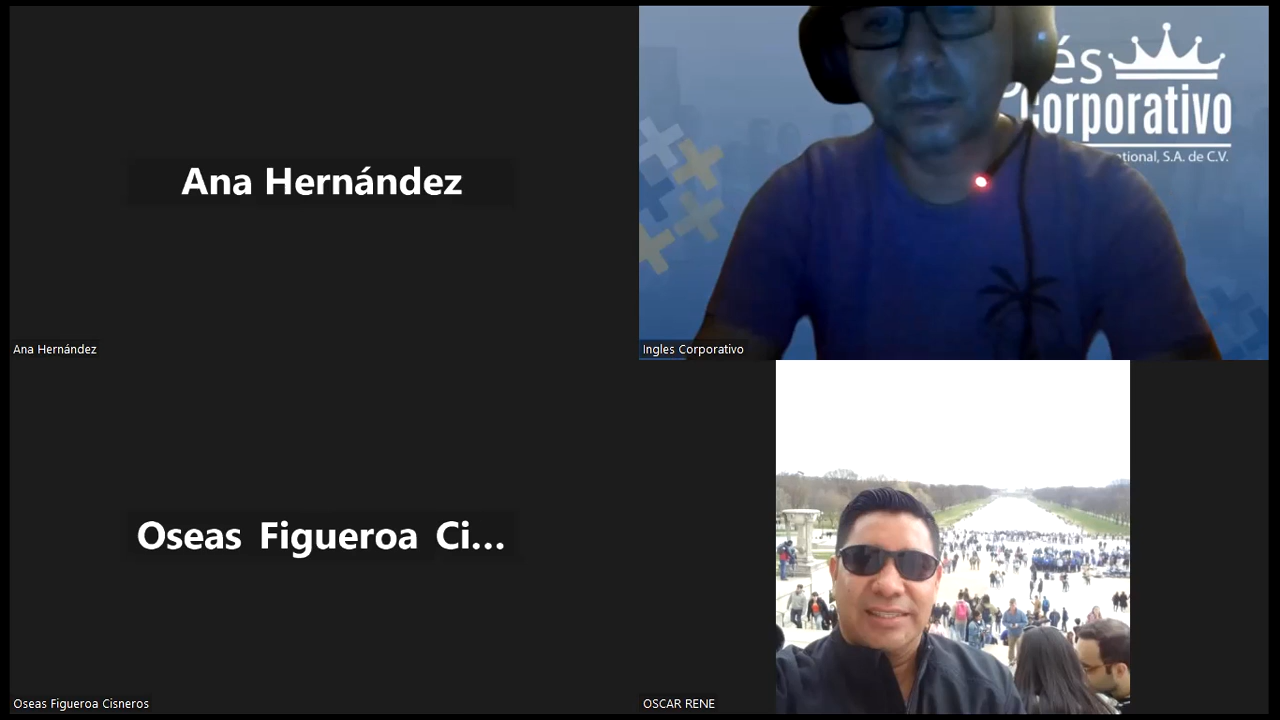 Ana Hernández
Ana Hernández
és
Corporativo
ational, S.A. de C.V.
Ingles Corporativo
Oseas Figueroa Ci...
Oseas Figueroa Cisneros
OSCAR RENE